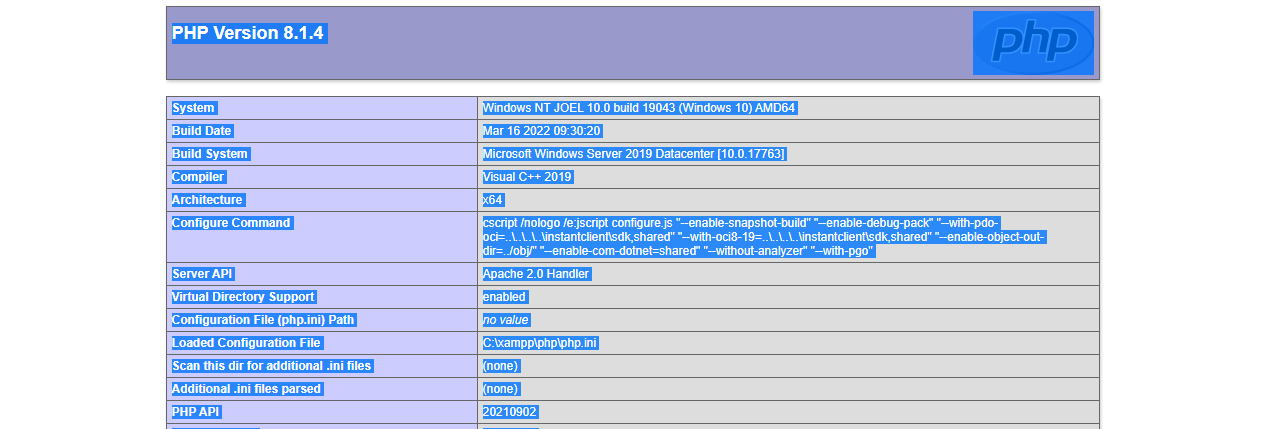 PHP Version 8.1.4
php
System Windows NT JOEL 10.0 build 19043 (Windows 10) AMD64
Build Date Mar 16 2022 09:30:20
Build System Microsoft Windows Server 2019 Datacenter [10.0.17763]
Compiler Visual C++ 2019
Architecture x64
Configure Command cscript /nologo /e:jscript configure.js "--enable-snapshot-build" "--enable-debug-pack" "--with-pdo-
oci=..\..\..\..\instantclient\sdk,shared" "--with-oci8-19=..\..\..\..\instantclient\sdk,shared" "--enable-object-out-
dir=../obj/" "--enable-com-dotnet=shared" "--without-analyzer" "--with-pgo"
Server API Apache 2.0 Handler
Virtual Directory Support enabled
Configuration File (php.ini) Path no value
Loaded Configuration File C:\xampp\php\php.ini
Scan this dir for additional .ini files (none)
Additional .ini files parsed (none)
PHP API 20210902